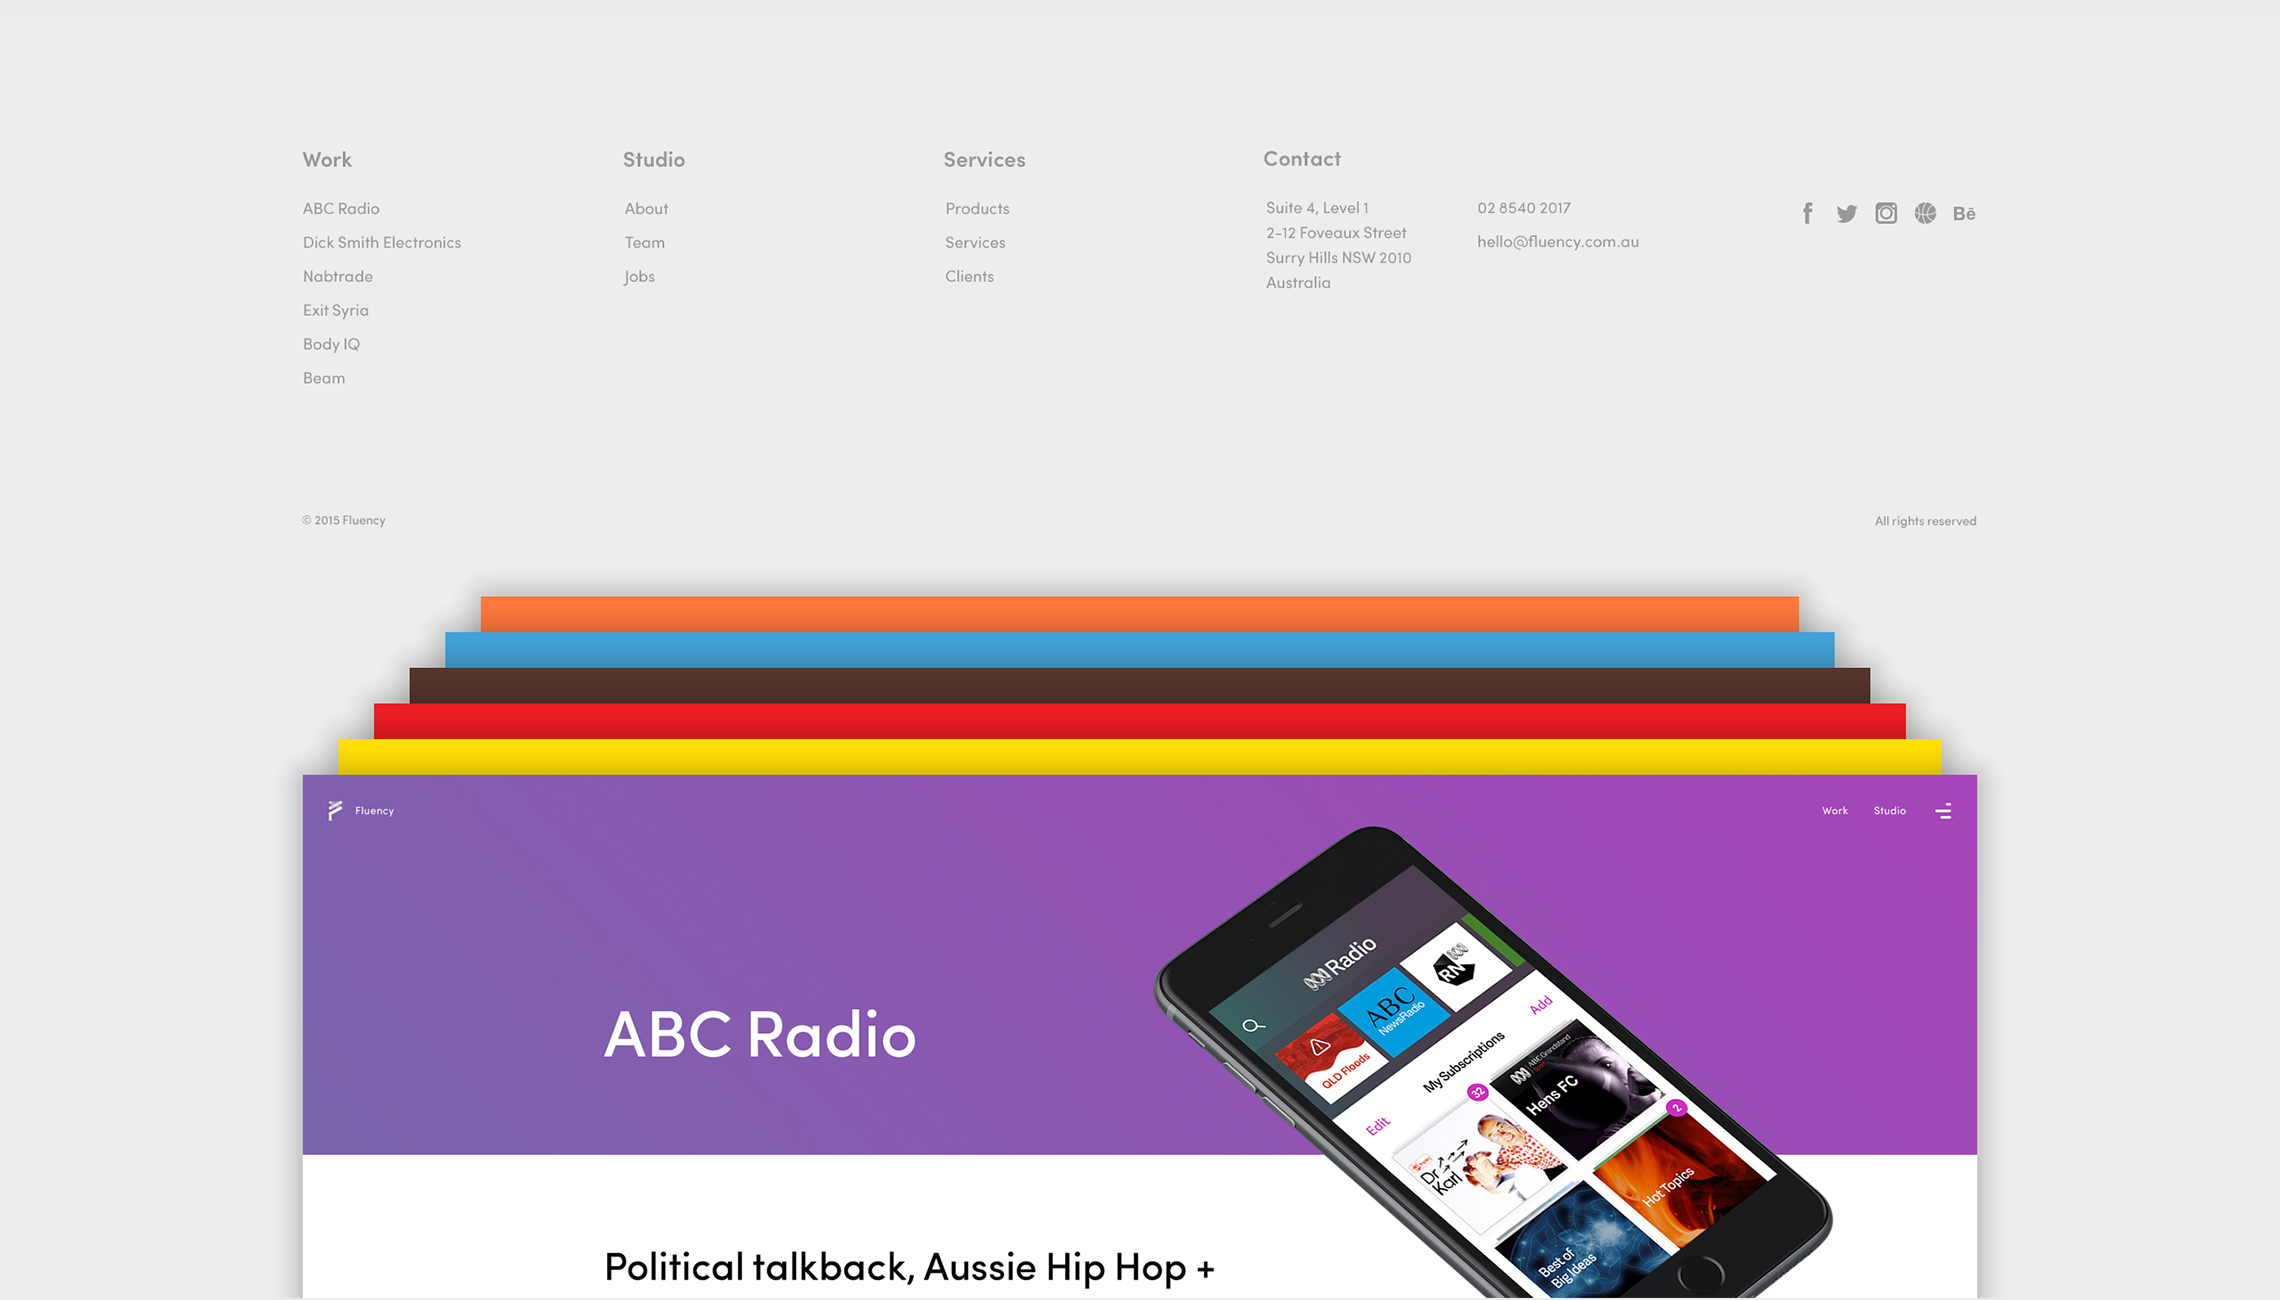 Work
ABC Radio
Dick Smith Electronics
Nabtrade
Exit Syria
Body IQ
Beam
Studio
About
Team
Jobs
Services
Products
Services
Clients
Contact
Suite 4, Level 1
2-12 Foveaux Street
Surry Hills NSW 2010
Australia
02 8540 2017
hello@fluency.com.au
Bē
© 2015 Fluency
All rights reserved
Fluency
Work
Studio
ABC Radio
Radio
QLD Floods
ABC
NewsRadio
RN
Edit
My Subscriptions
Add
32
Dr
Karl
ABC Grandstand
Hens FC
2
Best of
Big Ideas
Hot Topics
Political talkback, Aussie Hip Hop +